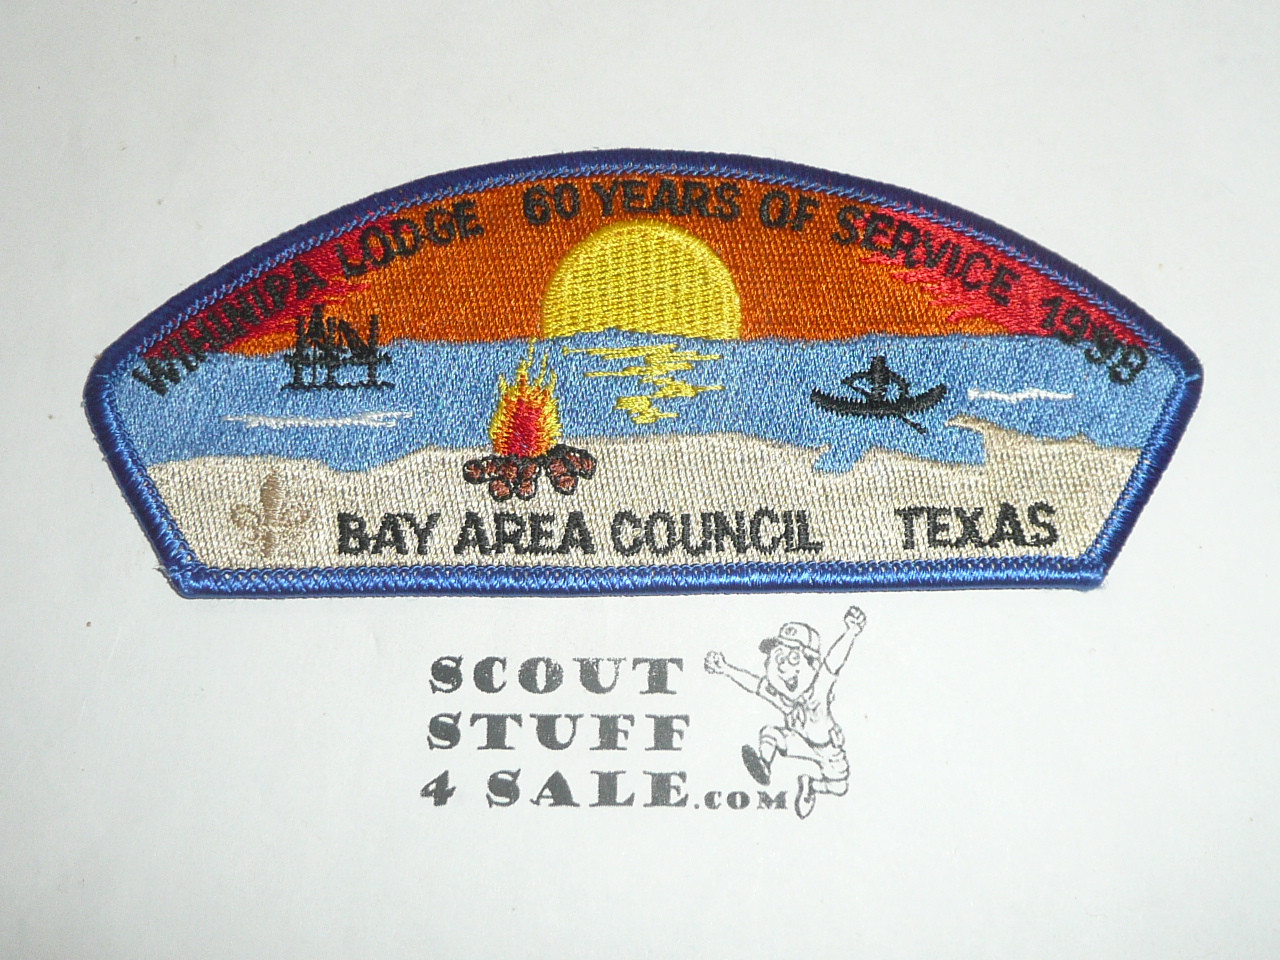 WIHINIPA LODGE 60 YEARS OF SERVICE 1998
BAY AREA COUNCIL TEXAS
SCOUT
STUFF
4 SALE.COM